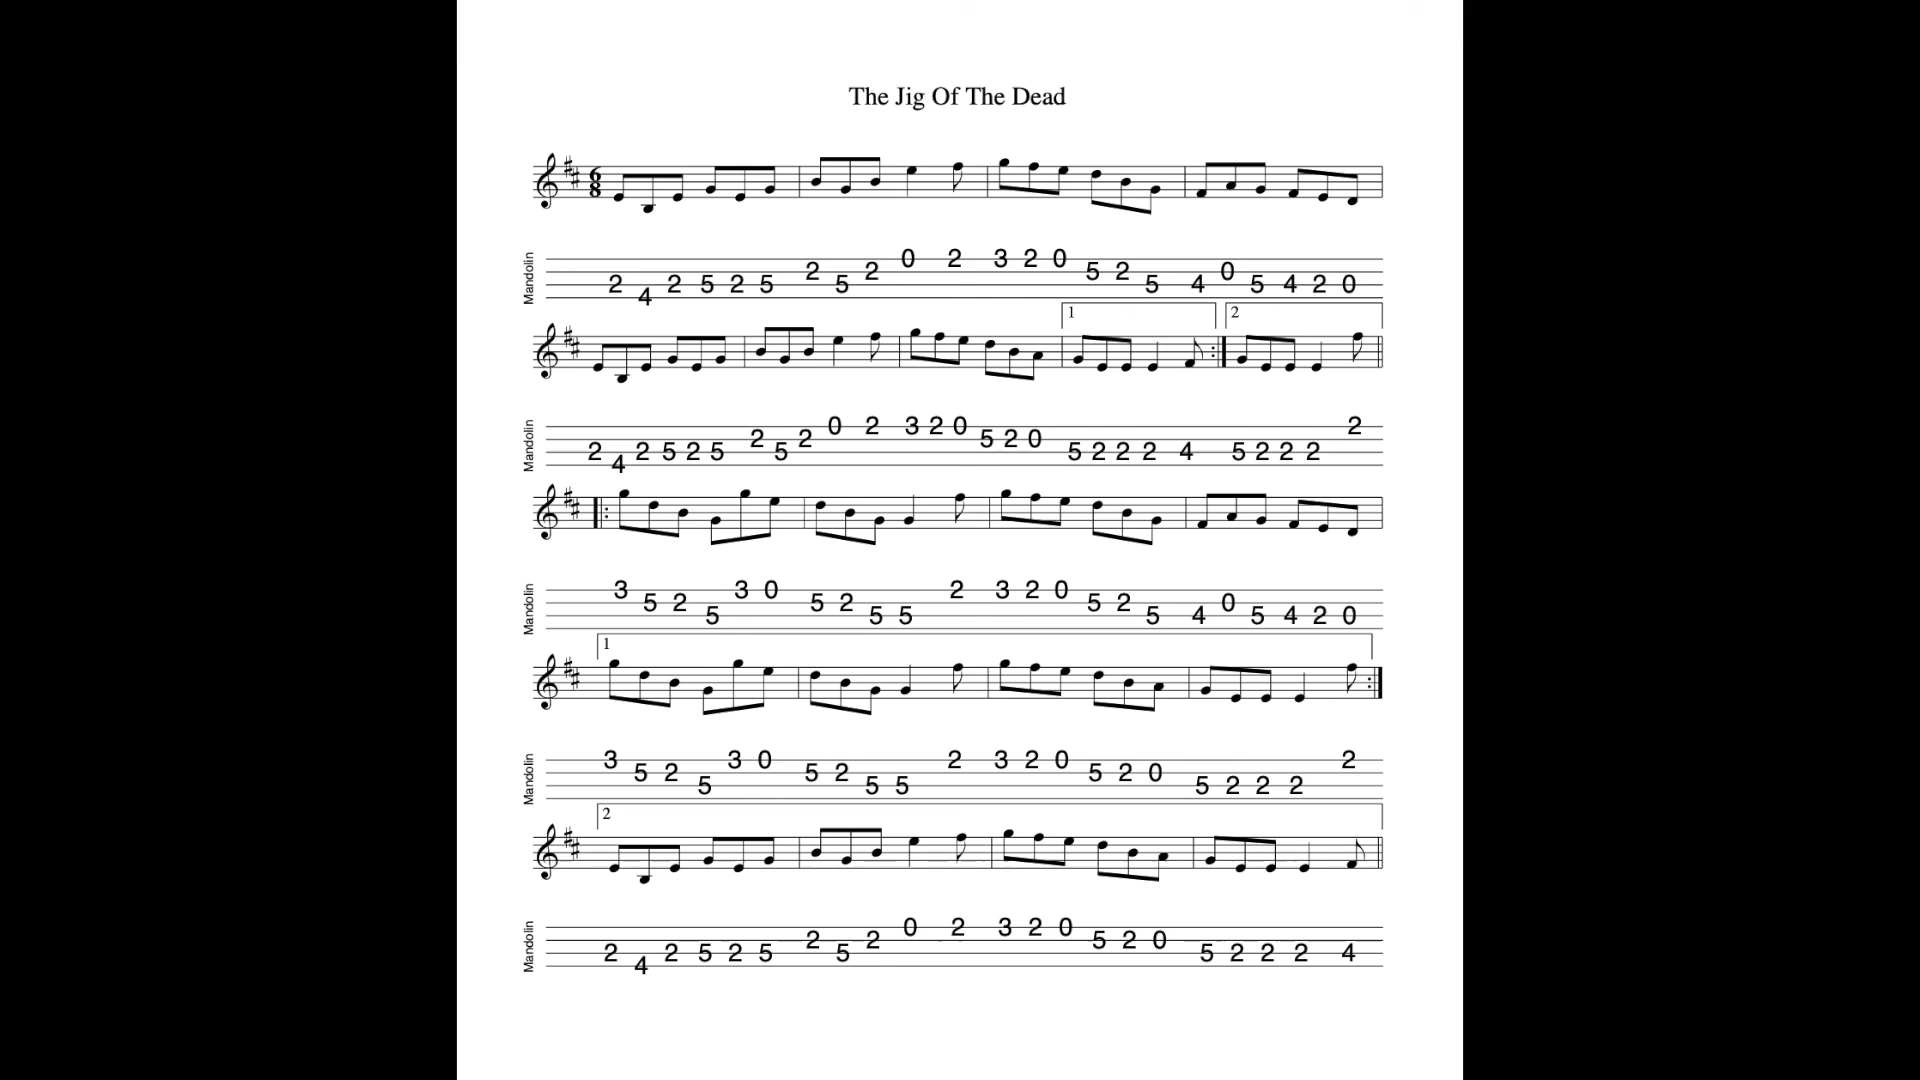 The Jig Of The Dead
6
8
Mandolin 2 4 2 5 2 5 2 5 2 0 2 3 2 0 5 2 5 4 0 5 4 2 0
1 2
Mandolin 2 4 2 5 2 5 2 5 2 0 2 3 2 0 5 2 0 5 2 2 2 4 5 2 2 2 2
Mandolin 3 5 2 5 3 0 5 2 5 5 2 3 2 0 5 2 5 4 0 5 4 2 0
1
Mandolin 3 5 2 5 3 0 5 2 5 5 2 3 2 0 5 2 0 5 2 2 2 2
2
Mandolin 2 4 2 5 2 5 2 5 2 0 2 3 2 0 5 2 0 5 2 2 2 4